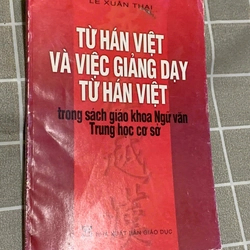 LÊ XUÂN THẠI
TỪ HÁN VIỆT
VÀ VIỆC GIẢNG DẠY
TỪ HÁN VIỆT
trong sách giáo khoa Ngữ văn
Trung học cơ sở
NHÀ XUẤT BẢN GIÁO DỤC